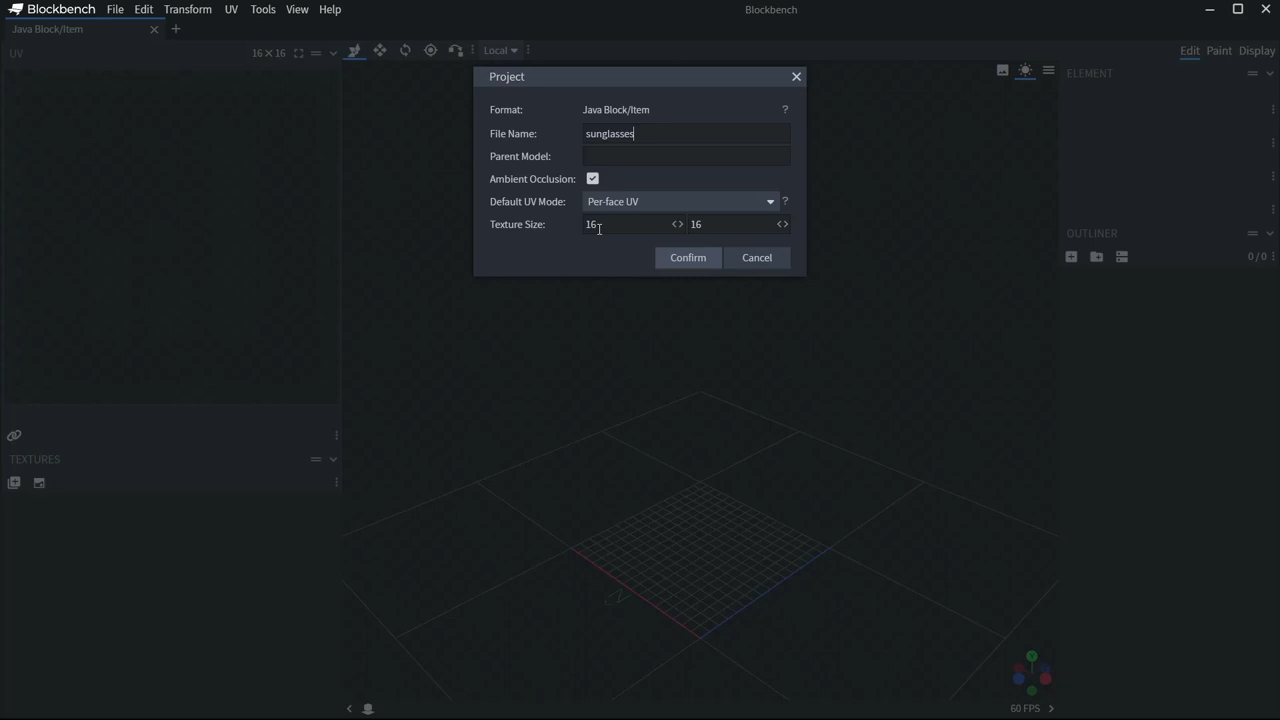 Blockbench File Edit Transform UV Tools View Help Blockbench
Java Block/Item
UV 16 × 16 Local Edit Paint Display
Project
ELEMENT
Format: Java Block/Item ?
File Name: sunglasses
Parent Model:
Ambient Occlusion:
Default UV Mode: Per-face UV ?
Texture Size: 16 16
OUTLINER
Confirm Cancel 0 / 0
TEXTURES
Y
60 FPS